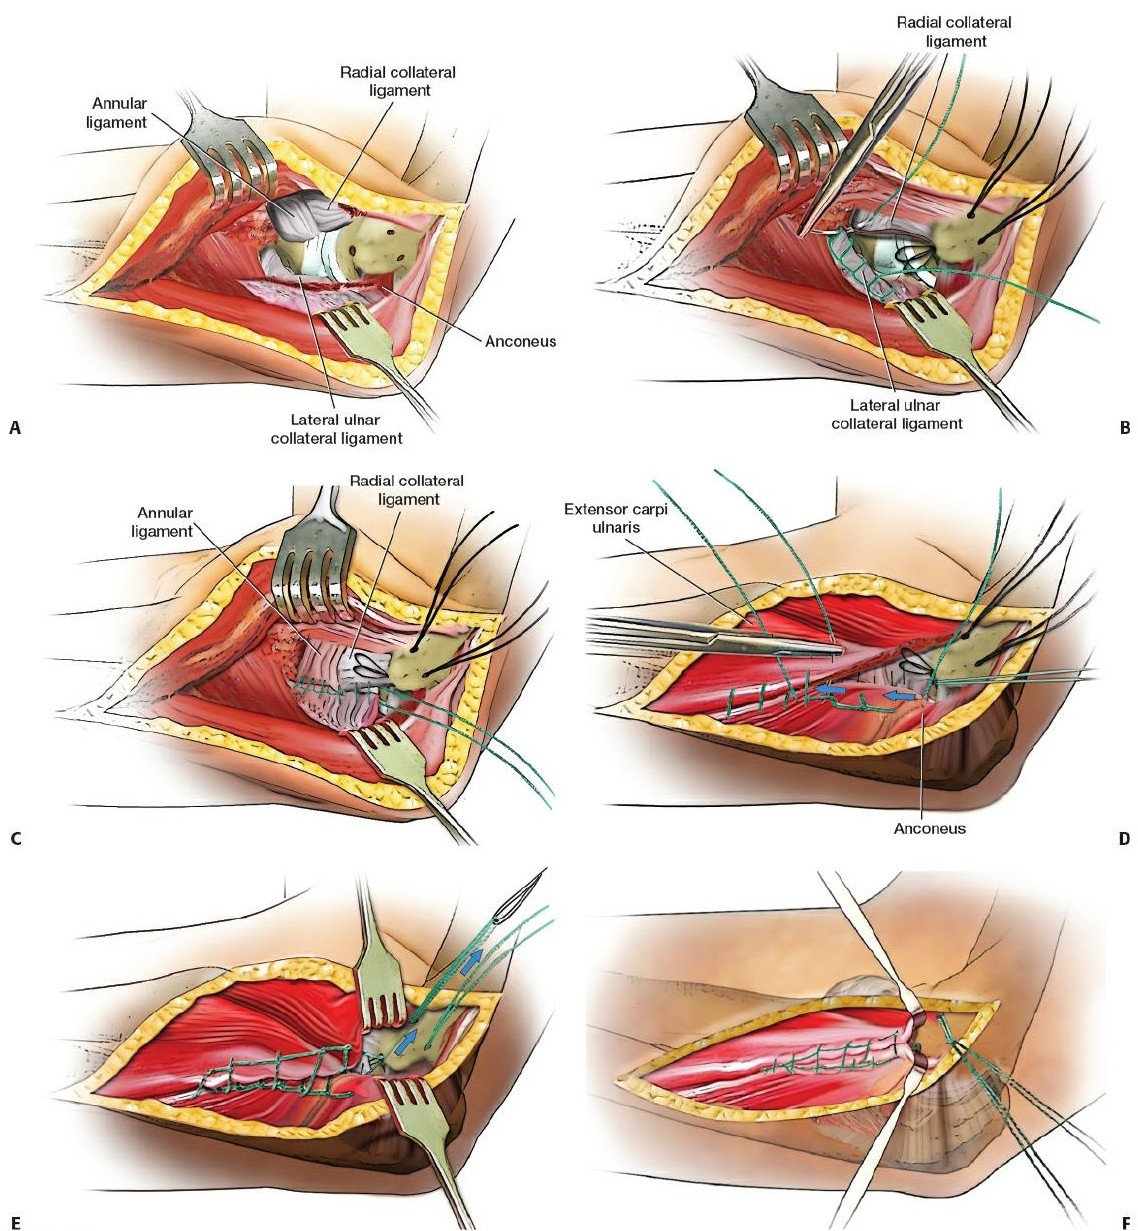 Radial collateral
ligament
Annular
ligament
Anconeus
Lateral ulnar
collateral ligament
A
Radial collateral
ligament
Lateral ulnar
collateral ligament
B
Radial collateral
ligament
Annular
ligament
C
Extensor carpi
ulnaris
Anconeus
D
E
F